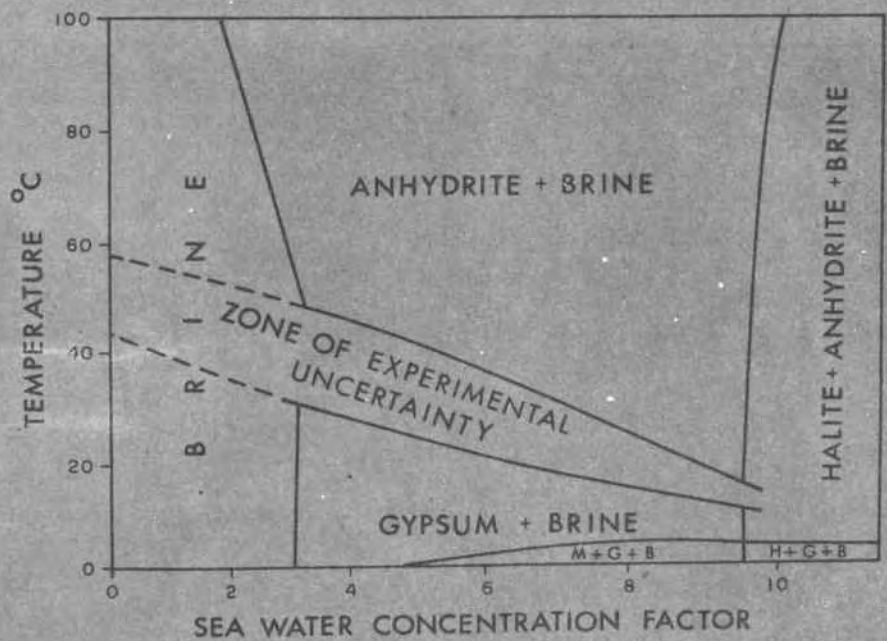 100
80
60
40
20
0
TEMPERATURE °C
BRINE
ANHYDRITE + BRINE
ZONE OF EXPERIMENTAL
UNCERTAINTY
GYPSUM + BRINE
M+G+B
H+G+B
HALITE + ANHYDRITE + BRINE
0 2 4 6 8 10
SEA WATER CONCENTRATION FACTOR